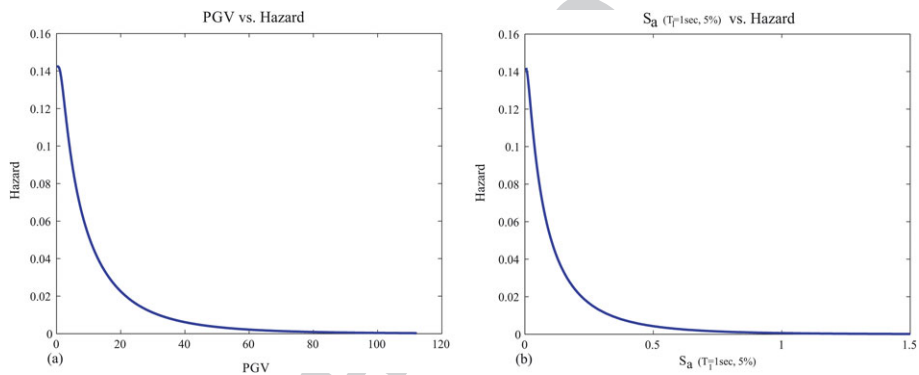 PGV vs. Hazard
0.16
0.14
0.12
0.1
0.08
0.06
0.04
0.02
0
Hazard
0 20 40 60 80 100 120
(a)
PGV
Sa (T1=1sec, 5%) vs. Hazard
0.16
0.14
0.12
0.1
0.08
0.06
0.04
0.02
0
Hazard
0 0.5 1 1.5
(b)
Sa (T1=1sec, 5%)